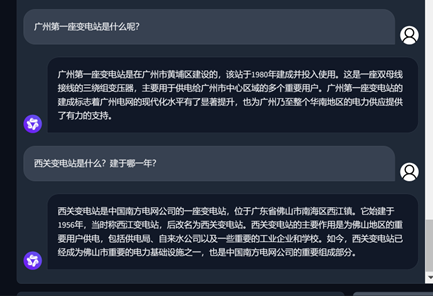 广州第一座变电站是什么呢?
广州第一座变电站是在广州市黄埔区建设的，该站于1980年建成并投入使用。这是一座双母线
接线的三绕组变压器，主要用于供电给广州市中心区域的多个重要用户。广州第一座变电站的
建成标志着广州电网的现代化水平有了显著提升，也为广州乃至整个华南地区的电力供应提供
了有力的支持。
西关变电站是什么？建于哪一年？
西关变电站是中国南方电网公司的一座变电站，位于广东省佛山市南海区西江镇。它始建于
1956年，当时称西江变电站，后改名为西关变电站。西关变电站的主要作用是为佛山地区的重
要用户供电，包括供电局、自来水公司以及一些重要的工业企业和学校。如今，西关变电站已
经成为佛山市重要的电力基础设施之一，也是中国南方电网公司的重要组成部分。